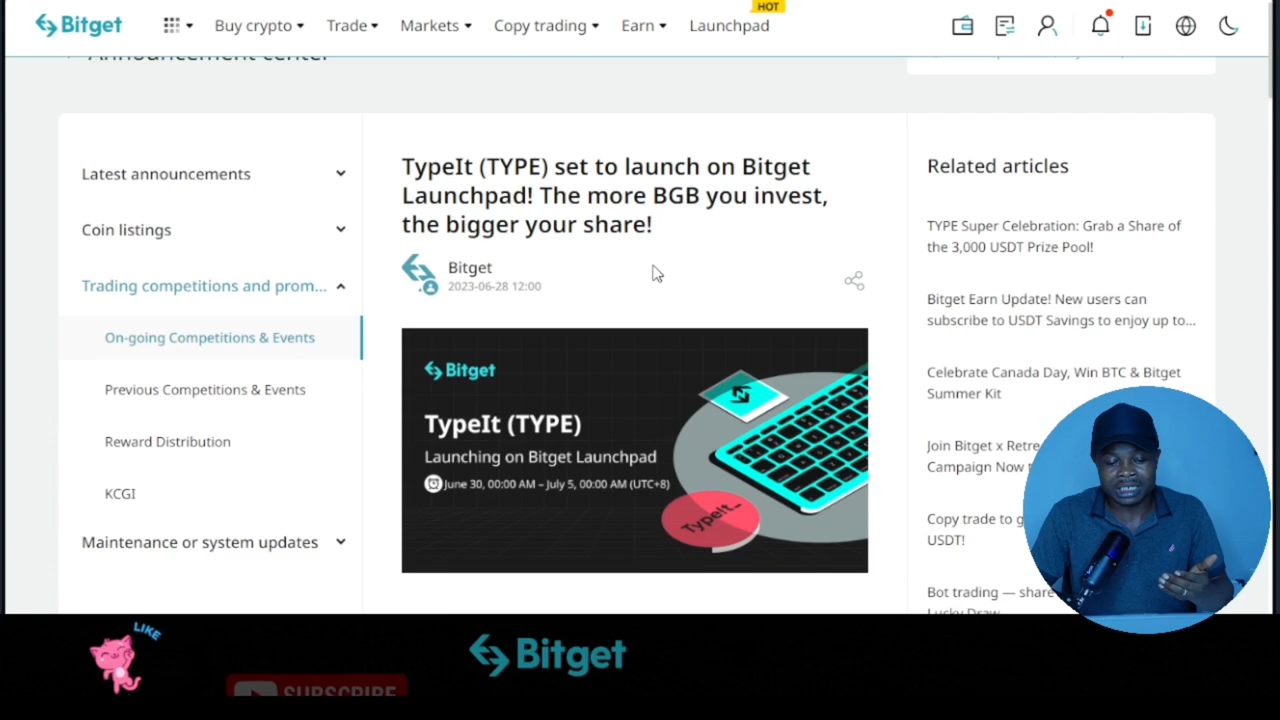 Bitget
Buy crypto
Trade
Markets
Copy trading
Earn
Launchpad
HOT
Announcement center
Latest announcements
Coin listings
Trading competitions and prom...
On-going Competitions & Events
Previous Competitions & Events
Reward Distribution
KCGI
Maintenance or system updates
TypeIt (TYPE) set to launch on Bitget
Launchpad! The more BGB you invest,
the bigger your share!
Bitget
2023-06-28 12:00
Bitget
TypeIt (TYPE)
Launching on Bitget Launchpad
June 30, 00:00 AM – July 5, 00:00 AM (UTC+8)
TypeIt_
Related articles
TYPE Super Celebration: Grab a Share of
the 3,000 USDT Prize Pool!
Bitget Earn Update! New users can
subscribe to USDT Savings to enjoy up to...
Celebrate Canada Day, Win BTC & Bitget
Summer Kit
Join Bitget x
Campaign Now
Copy trade to
USDT!
Bot trading — share
Lucky Draw
LIKE
SUBSCRIBE
Bitget